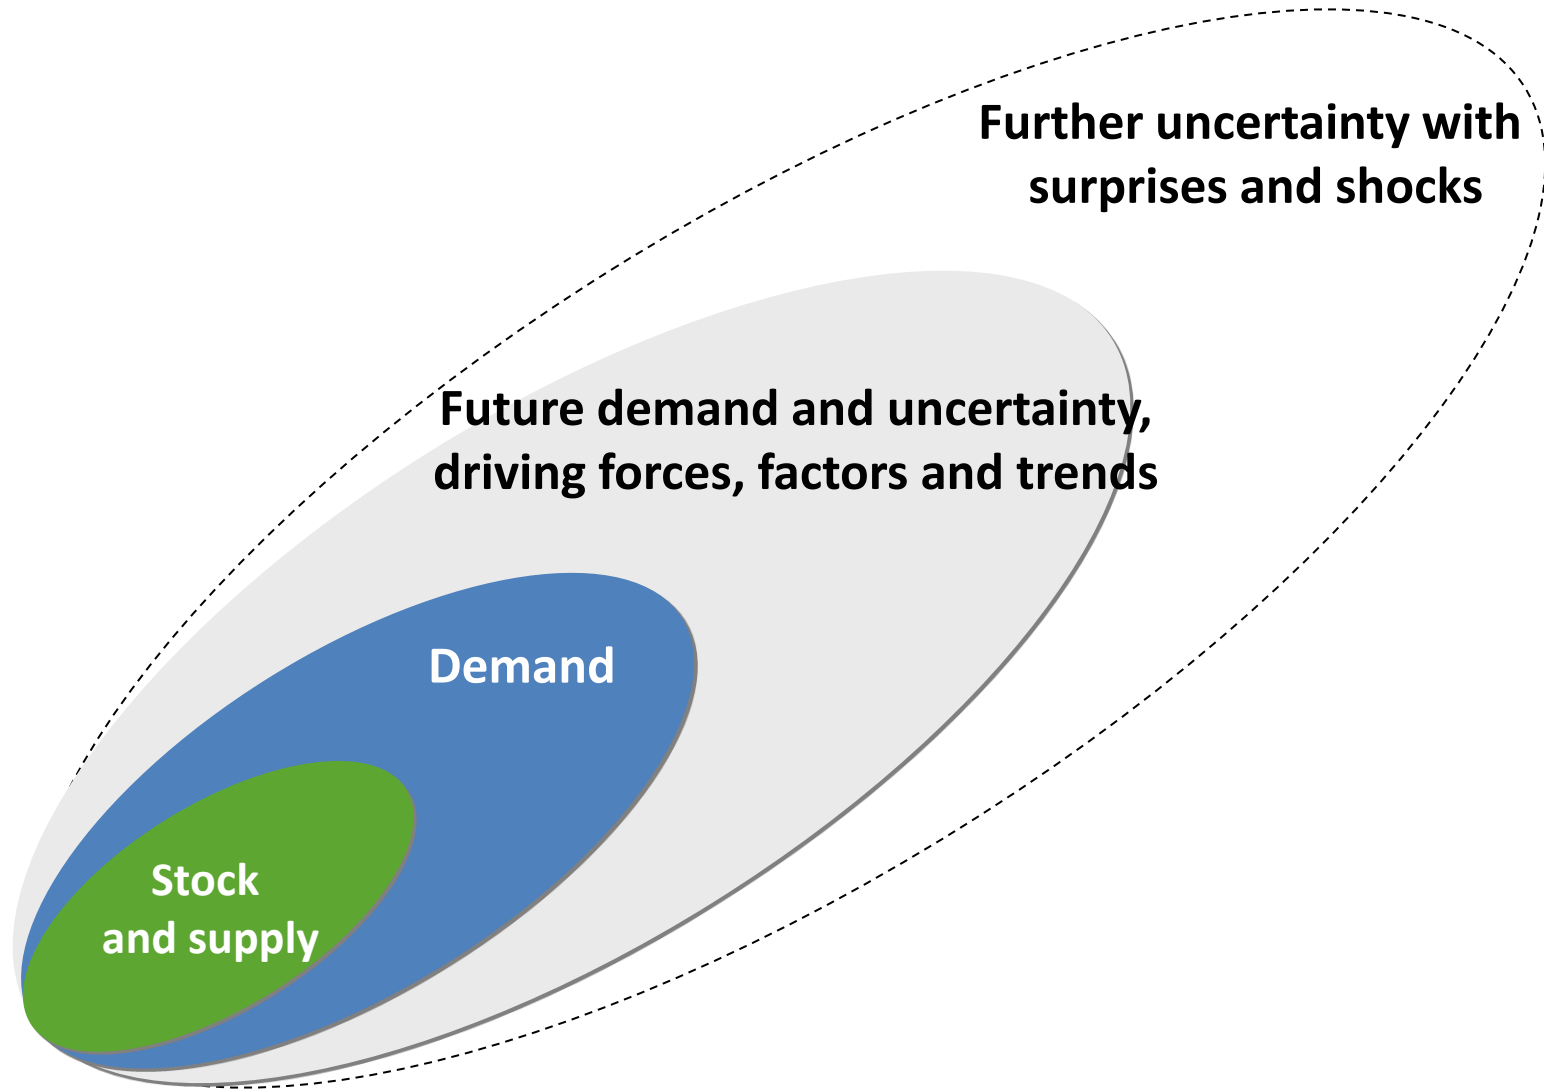 Further uncertainty with
surprises and shocks
Future demand and uncertainty,
driving forces, factors and trends
Demand
Stock
and supply